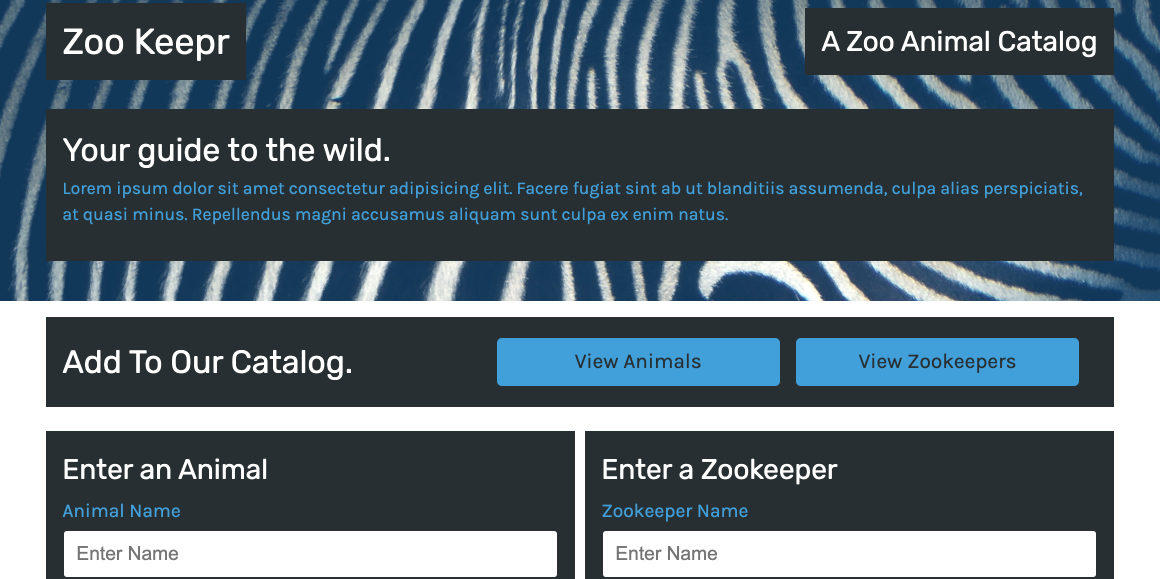 Zoo Keepr
A Zoo Animal Catalog
Your guide to the wild.
Lorem ipsum dolor sit amet consectetur adipisicing elit. Facere fugiat sint ab ut blanditiis assumenda, culpa alias perspiciatis,
at quasi minus. Repellendus magni accusamus aliquam sunt culpa ex enim natus.
Add To Our Catalog.
View Animals
View Zookeepers
Enter an Animal
Animal Name
Enter Name
Enter a Zookeeper
Zookeeper Name
Enter Name